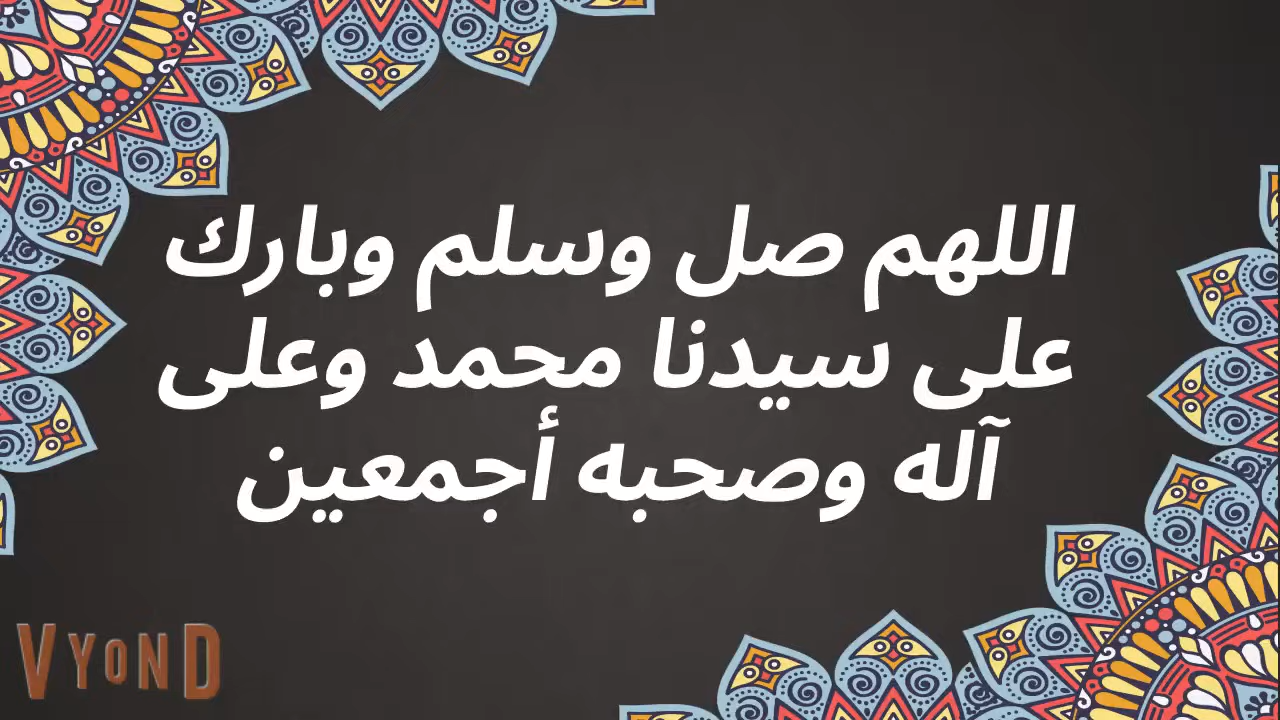 اللهم صل وسلم وبارك
على سيدنا محمد وعلى
آله وصحبه أجمعين
VYOND